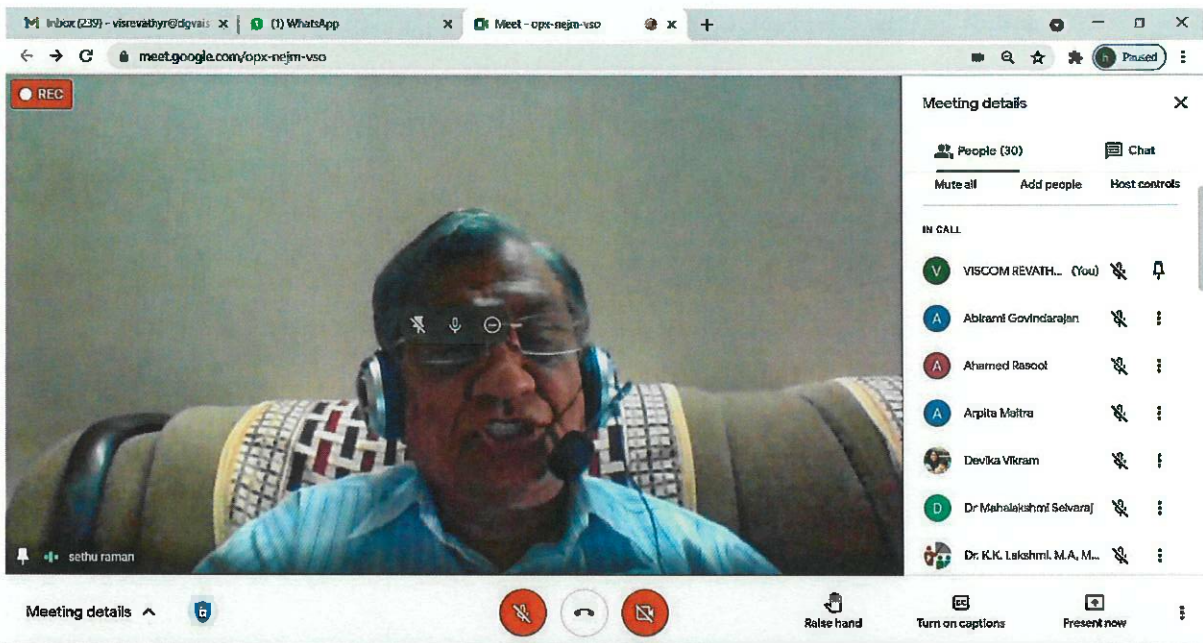 Inbox (239) - visrevathyr@dgvais
(1) WhatsApp
Meet - opx-nejm-vso
meet.google.com/opx-nejm-vso
h
Paused
REC
Meeting details
People (30)
Chat
Mute all
Add people
Host controls
IN CALL
V VISCOM REVATH... (You)
A Abirami Govindarajan
A Ahamed Rasool
A Arpita Maitra
Devika Vikram
D Dr Mahalakshmi Selvaraj
Dr. K.K. Lakshmi. M.A, M...
sethu raman
Meeting details
Raise hand
CC
Turn on captions
Present now